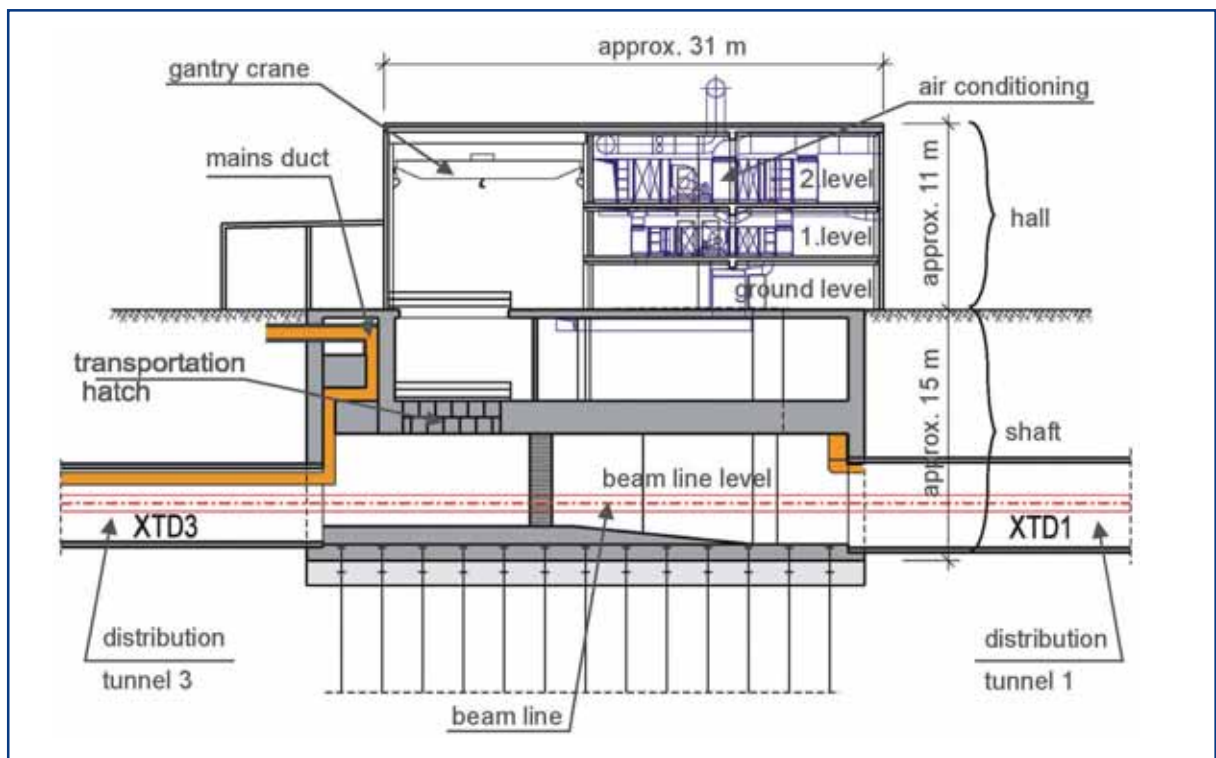 approx. 31 m
gantry crane
air conditioning
mains duct
2.level
approx. 11 m
hall
1.level
ground level
transportation
hatch
approx. 15 m
shaft
beam line level
XTD3
XTD1
distribution
tunnel 3
distribution
tunnel 1
beam line